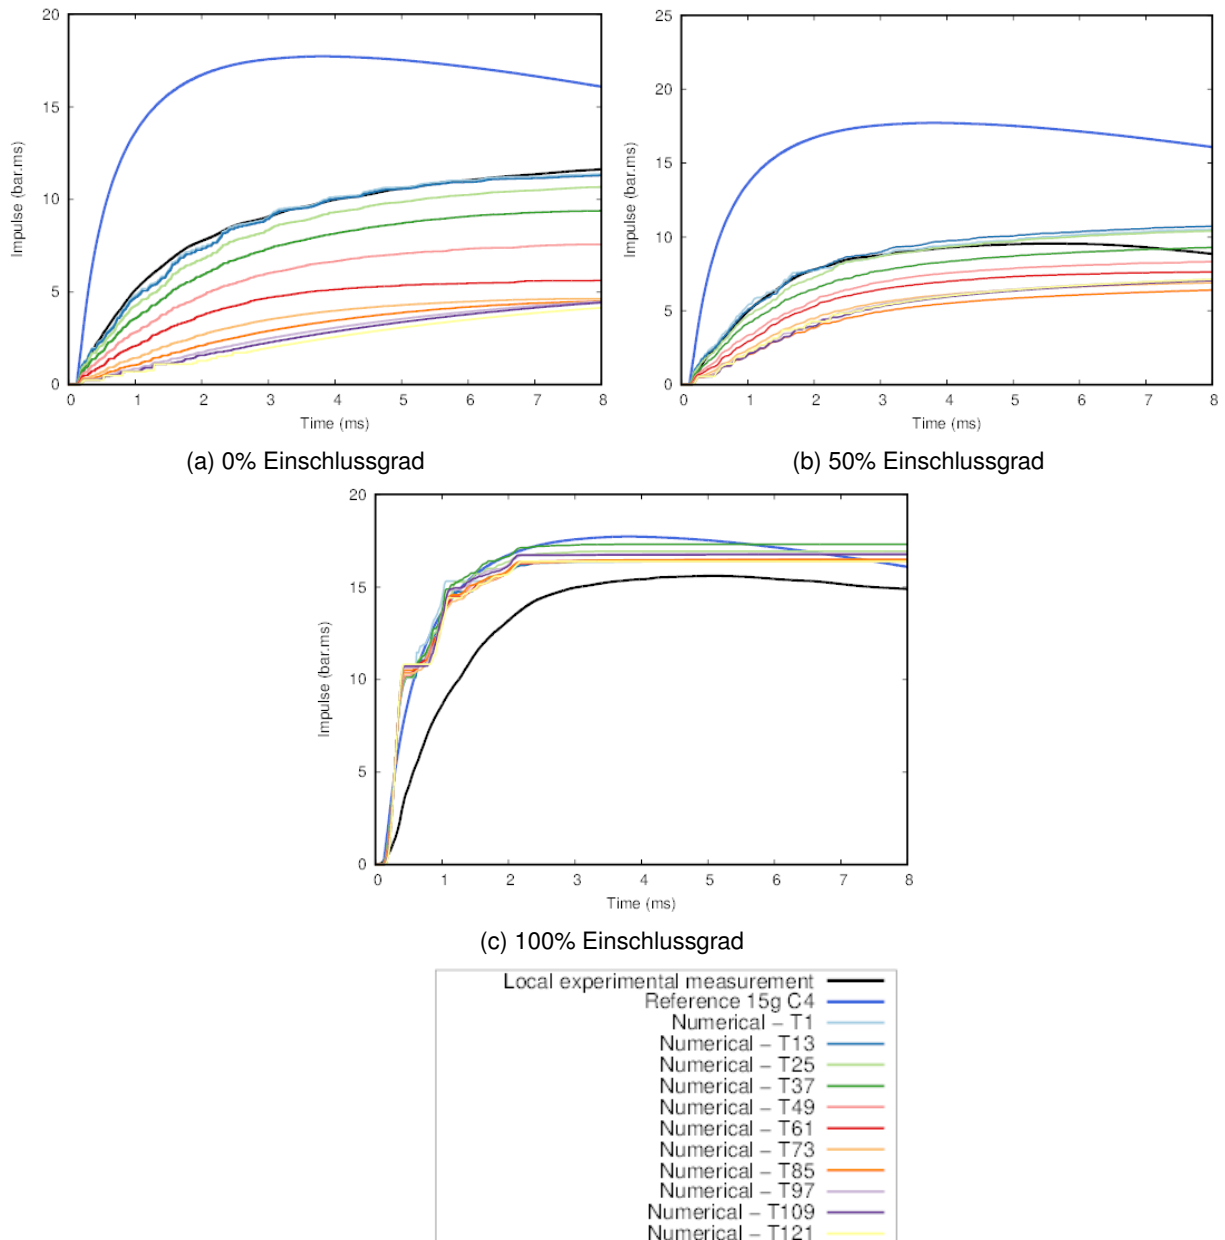 20
15
10
5
0
Impulse (bar.ms)
0 1 2 3 4 5 6 7 8
Time (ms)
(a) 0% Einschlussgrad
25
20
15
10
5
0
Impulse (bar.ms)
0 1 2 3 4 5 6 7 8
Time (ms)
(b) 50% Einschlussgrad
20
15
10
5
0
Impulse (bar.ms)
0 1 2 3 4 5 6 7 8
Time (ms)
(c) 100% Einschlussgrad
Local experimental measurement
Reference 15g C4
Numerical – T1
Numerical – T13
Numerical – T25
Numerical – T37
Numerical – T49
Numerical – T61
Numerical – T73
Numerical – T85
Numerical – T97
Numerical – T109
Numerical – T121